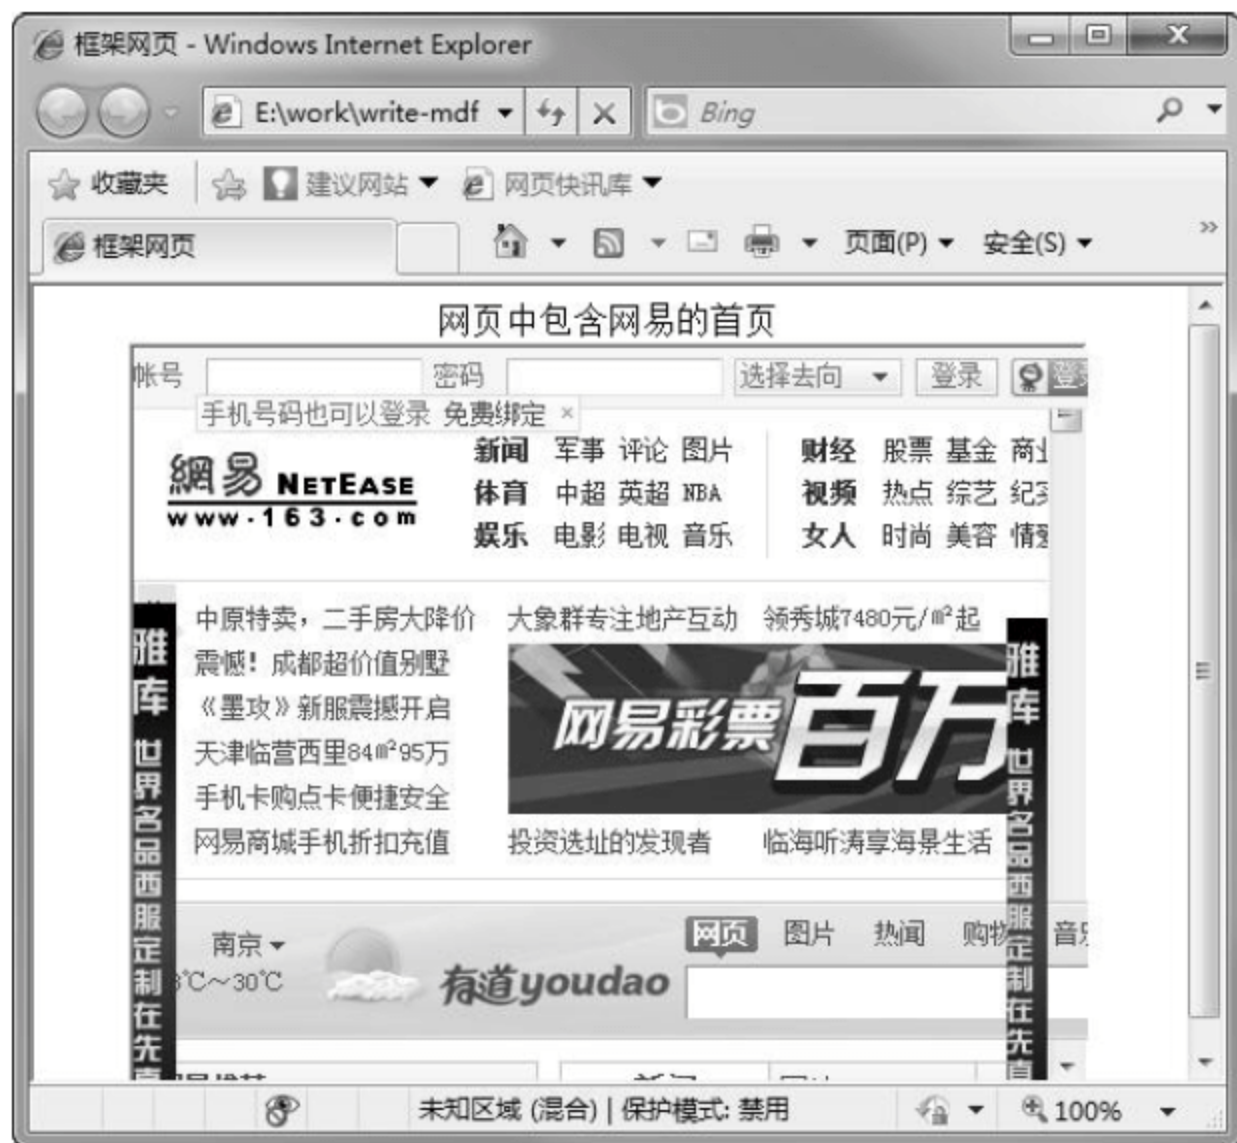 框架网页 - Windows Internet Explorer
E:\work\write-mdf
Bing
收藏夹 建议网站 网页快讯库
框架网页 页面(P) 安全(S) »
网页中包含网易的首页
帐号 密码 选择去向 登录
手机号码也可以登录 免费绑定 ×
網易 NETEASE
www.163.com
新闻 军事 评论 图片 财经 股票 基金
体育 中超 英超 NBA 视频 热点 综艺
娱乐 电影 电视 音乐 女人 时尚 美容
中原特卖，二手房大降价 大象群专注地产互动 领秀城7480元/㎡起
震憾！成都超价值别墅
《墨攻》新服震撼开启
天津临营西里84㎡95万
手机卡购点卡便捷安全
网易商城手机折扣充值
网易彩票百万
投资选址的发现者 临海听涛享海景生活
雅库 世界名品西服定制在先
雅库 世界名品西服定制在先
南京
℃～30℃
有道youdao
网页 图片 热闻 购物
未知区域 (混合) | 保护模式: 禁用
100%